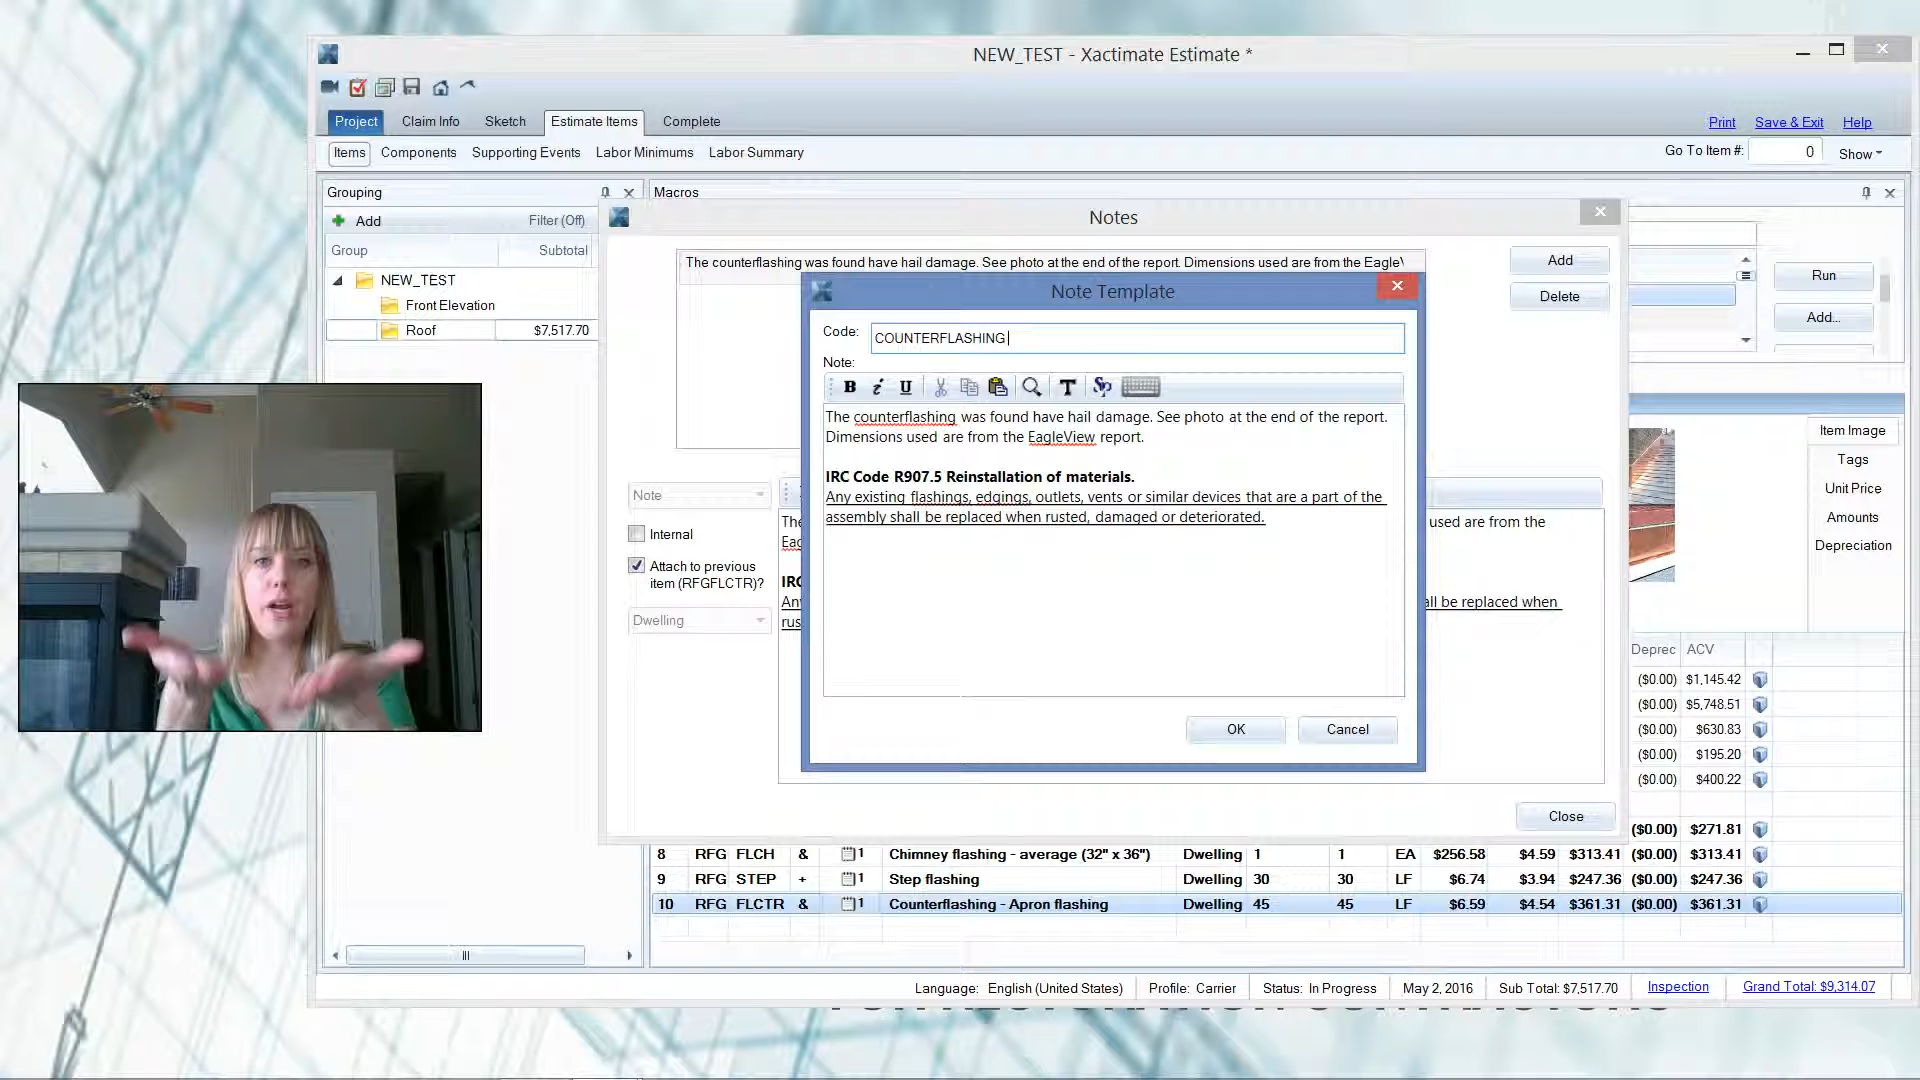 NEW_TEST - Xactimate Estimate *
Project Claim Info Sketch Estimate Items Complete
Print Save & Exit Help
Items Components Supporting Events Labor Minimums Labor Summary
Go To Item #: 0 Show
Grouping
Macros
Add Filter (Off)
Group Subtotal
NEW_TEST
Front Elevation
Roof $7,517.70
Notes
The counterflashing was found have hail damage. See photo at the end of the report. Dimensions used are from the Eagle\
Add
Delete
Run
Add...
Note Template
Code: COUNTERFLASHING
Note:
B i U T
The counterflashing was found have hail damage. See photo at the end of the report.
Dimensions used are from the EagleView report.
IRC Code R907.5 Reinstallation of materials.
Any existing flashings, edgings, outlets, vents or similar devices that are a part of the
assembly shall be replaced when rusted, damaged or deteriorated.
OK Cancel
Note
Internal
Attach to previous
item (RFGFLCTR)?
Dwelling
The used are from the
Eag
IRC
Any all be replaced when
rus
Close
Item Image
Tags
Unit Price
Amounts
Depreciation
Deprec ACV
($0.00) $1,145.42
($0.00) $5,748.51
($0.00) $630.83
($0.00) $195.20
($0.00) $400.22
($0.00) $271.81
8 RFG FLCH & 1 Chimney flashing - average (32" x 36") Dwelling 1 1 EA $256.58 $4.59 $313.41 ($0.00) $313.41
9 RFG STEP + 1 Step flashing Dwelling 30 30 LF $6.74 $3.94 $247.36 ($0.00) $247.36
10 RFG FLCTR & 1 Counterflashing - Apron flashing Dwelling 45 45 LF $6.59 $4.54 $361.31 ($0.00) $361.31
Language: English (United States) Profile: Carrier Status: In Progress May 2, 2016 Sub Total: $7,517.70 Inspection Grand Total: $9,314.07
FOR RESTORATION CONTRACTORS